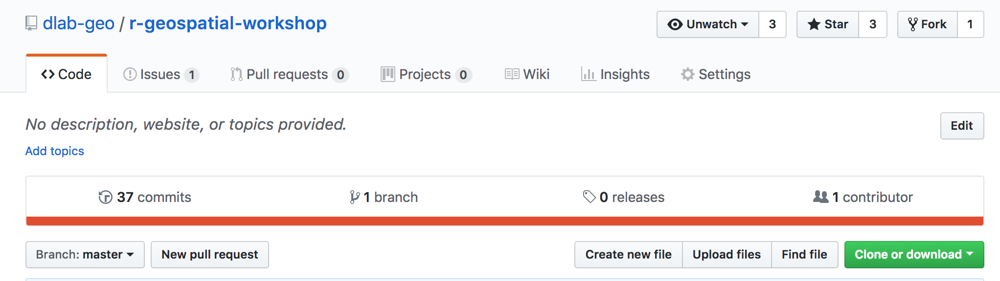 dlab-geo / r-geospatial-workshop
Unwatch 3 Star 3 Fork 1
Code Issues 1 Pull requests 0 Projects 0 Wiki Insights Settings
No description, website, or topics provided.
Edit
Add topics
37 commits 1 branch 0 releases 1 contributor
Branch: master New pull request Create new file Upload files Find file Clone or download